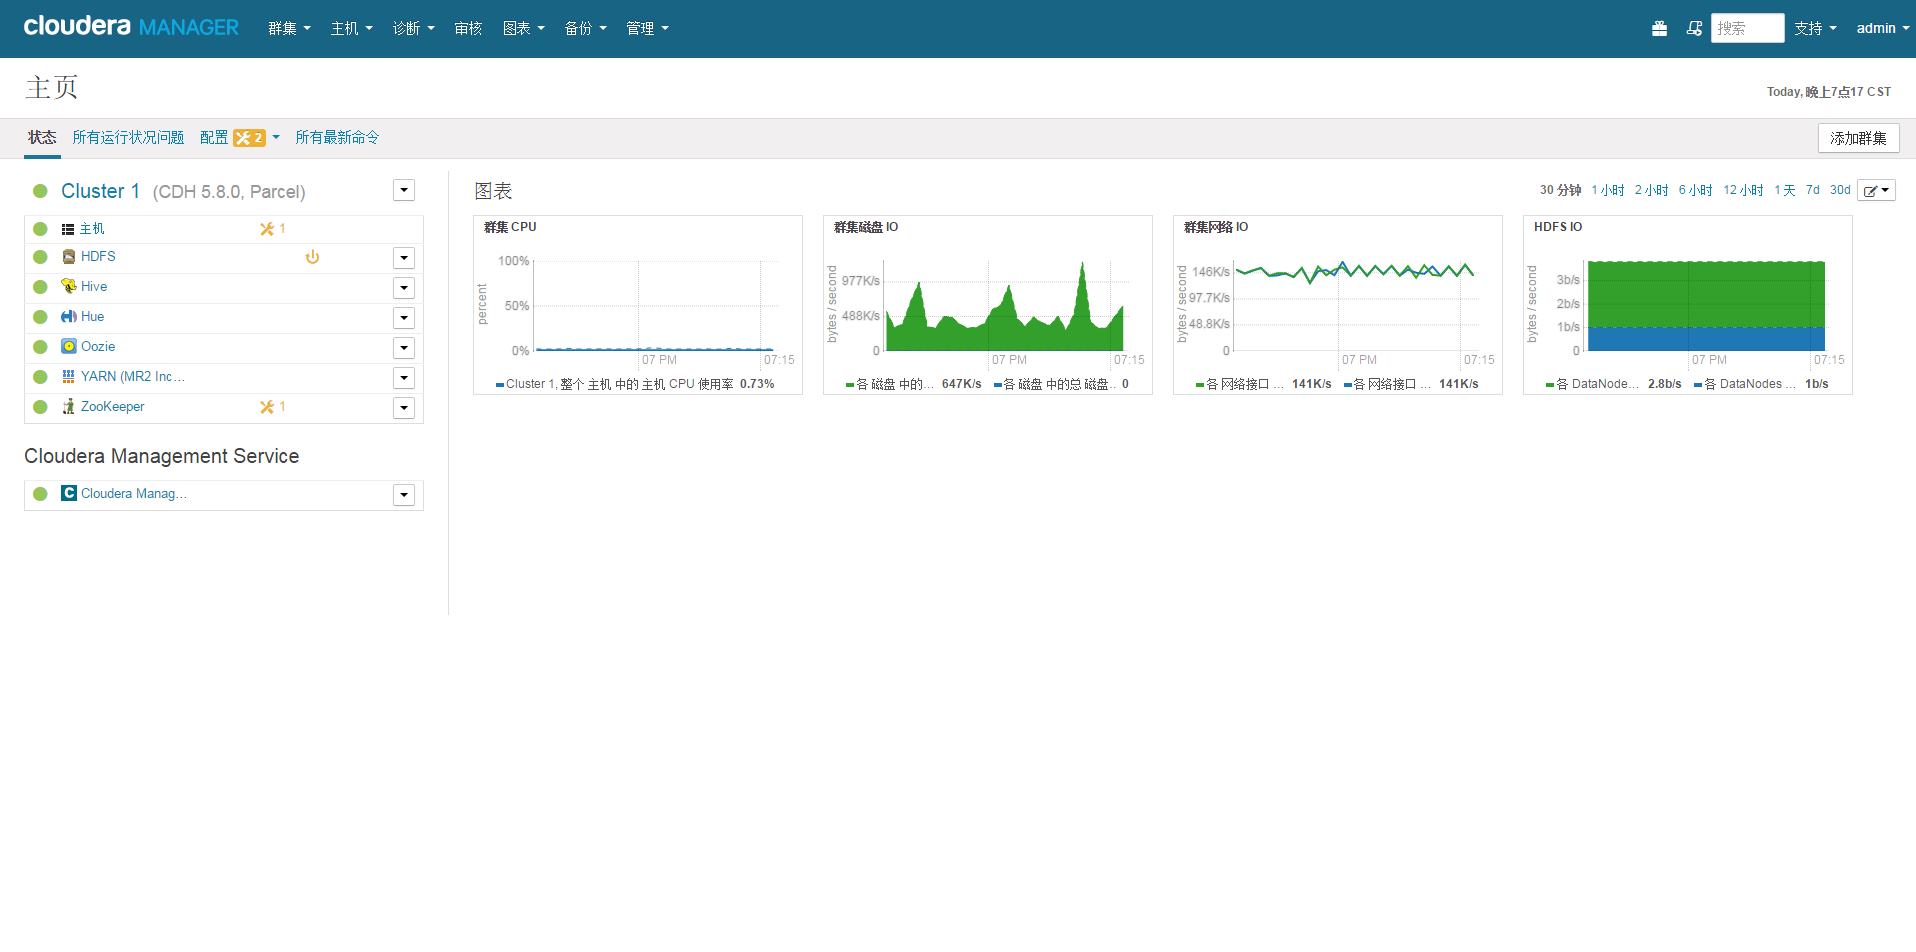 cloudera MANAGER 群集 主机 诊断 审核 图表 备份 管理 搜索 支持 admin
主页
Today, 晚上7点17 CST
状态 所有运行状况问题 配置 2 所有最新命令 添加群集
Cluster 1 (CDH 5.8.0, Parcel)
主机 1
HDFS
Hive
Hue
Oozie
YARN (MR2 Inc...
ZooKeeper 1
Cloudera Management Service
C Cloudera Manag...
图表 30 分钟 1 小时 2 小时 6 小时 12 小时 1 天 7d 30d
群集 CPU
percent
100%
50%
0%
07 PM 07:15
Cluster 1, 整个 主机 中的 主机 CPU 使用率 0.73%
群集磁盘 IO
bytes / second
977K/s
488K/s
0
07 PM 07:15
各 磁盘 中的... 647K/s 各 磁盘 中的总 磁盘.. 0
群集网络 IO
bytes / second
146K/s
97.7K/s
48.8K/s
0
07 PM 07:15
各 网络接口 ... 141K/s 各 网络接口 ... 141K/s
HDFS IO
bytes / second
3b/s
2b/s
1b/s
0
07 PM 07:15
各 DataNode... 2.8b/s 各 DataNodes ... 1b/s